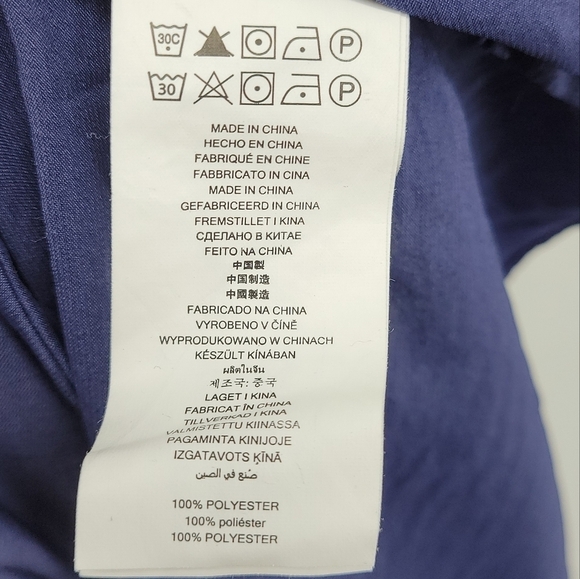 30C P
30 P
MADE IN CHINA
HECHO EN CHINA
FABRIQUÉ EN CHINE
FABBRICATO IN CINA
MADE IN CHINA
GEFABRICEERD IN CHINA
FREMSTILLET I KINA
СДЕЛАНО В КИТАЕ
FEITO NA CHINA
中国製
中国制造
中國製造
FABRICADO NA CHINA
VYROBENO V ČÍNĚ
WYPRODUKOWANO W CHINACH
KÉSZÜLT KÍNÁBAN
ผลิตในจีน
제조국: 중국
LAGET I KINA
FABRICAT ÎN CHINA
TILLVERKAD I KINA
VALMISTETTU KIINASSA
PAGAMINTA KINIJOJE
IZGATAVOTS ĶĪNĀ
صنع في الصين
100% POLYESTER
100% poliéster
100% POLYESTER